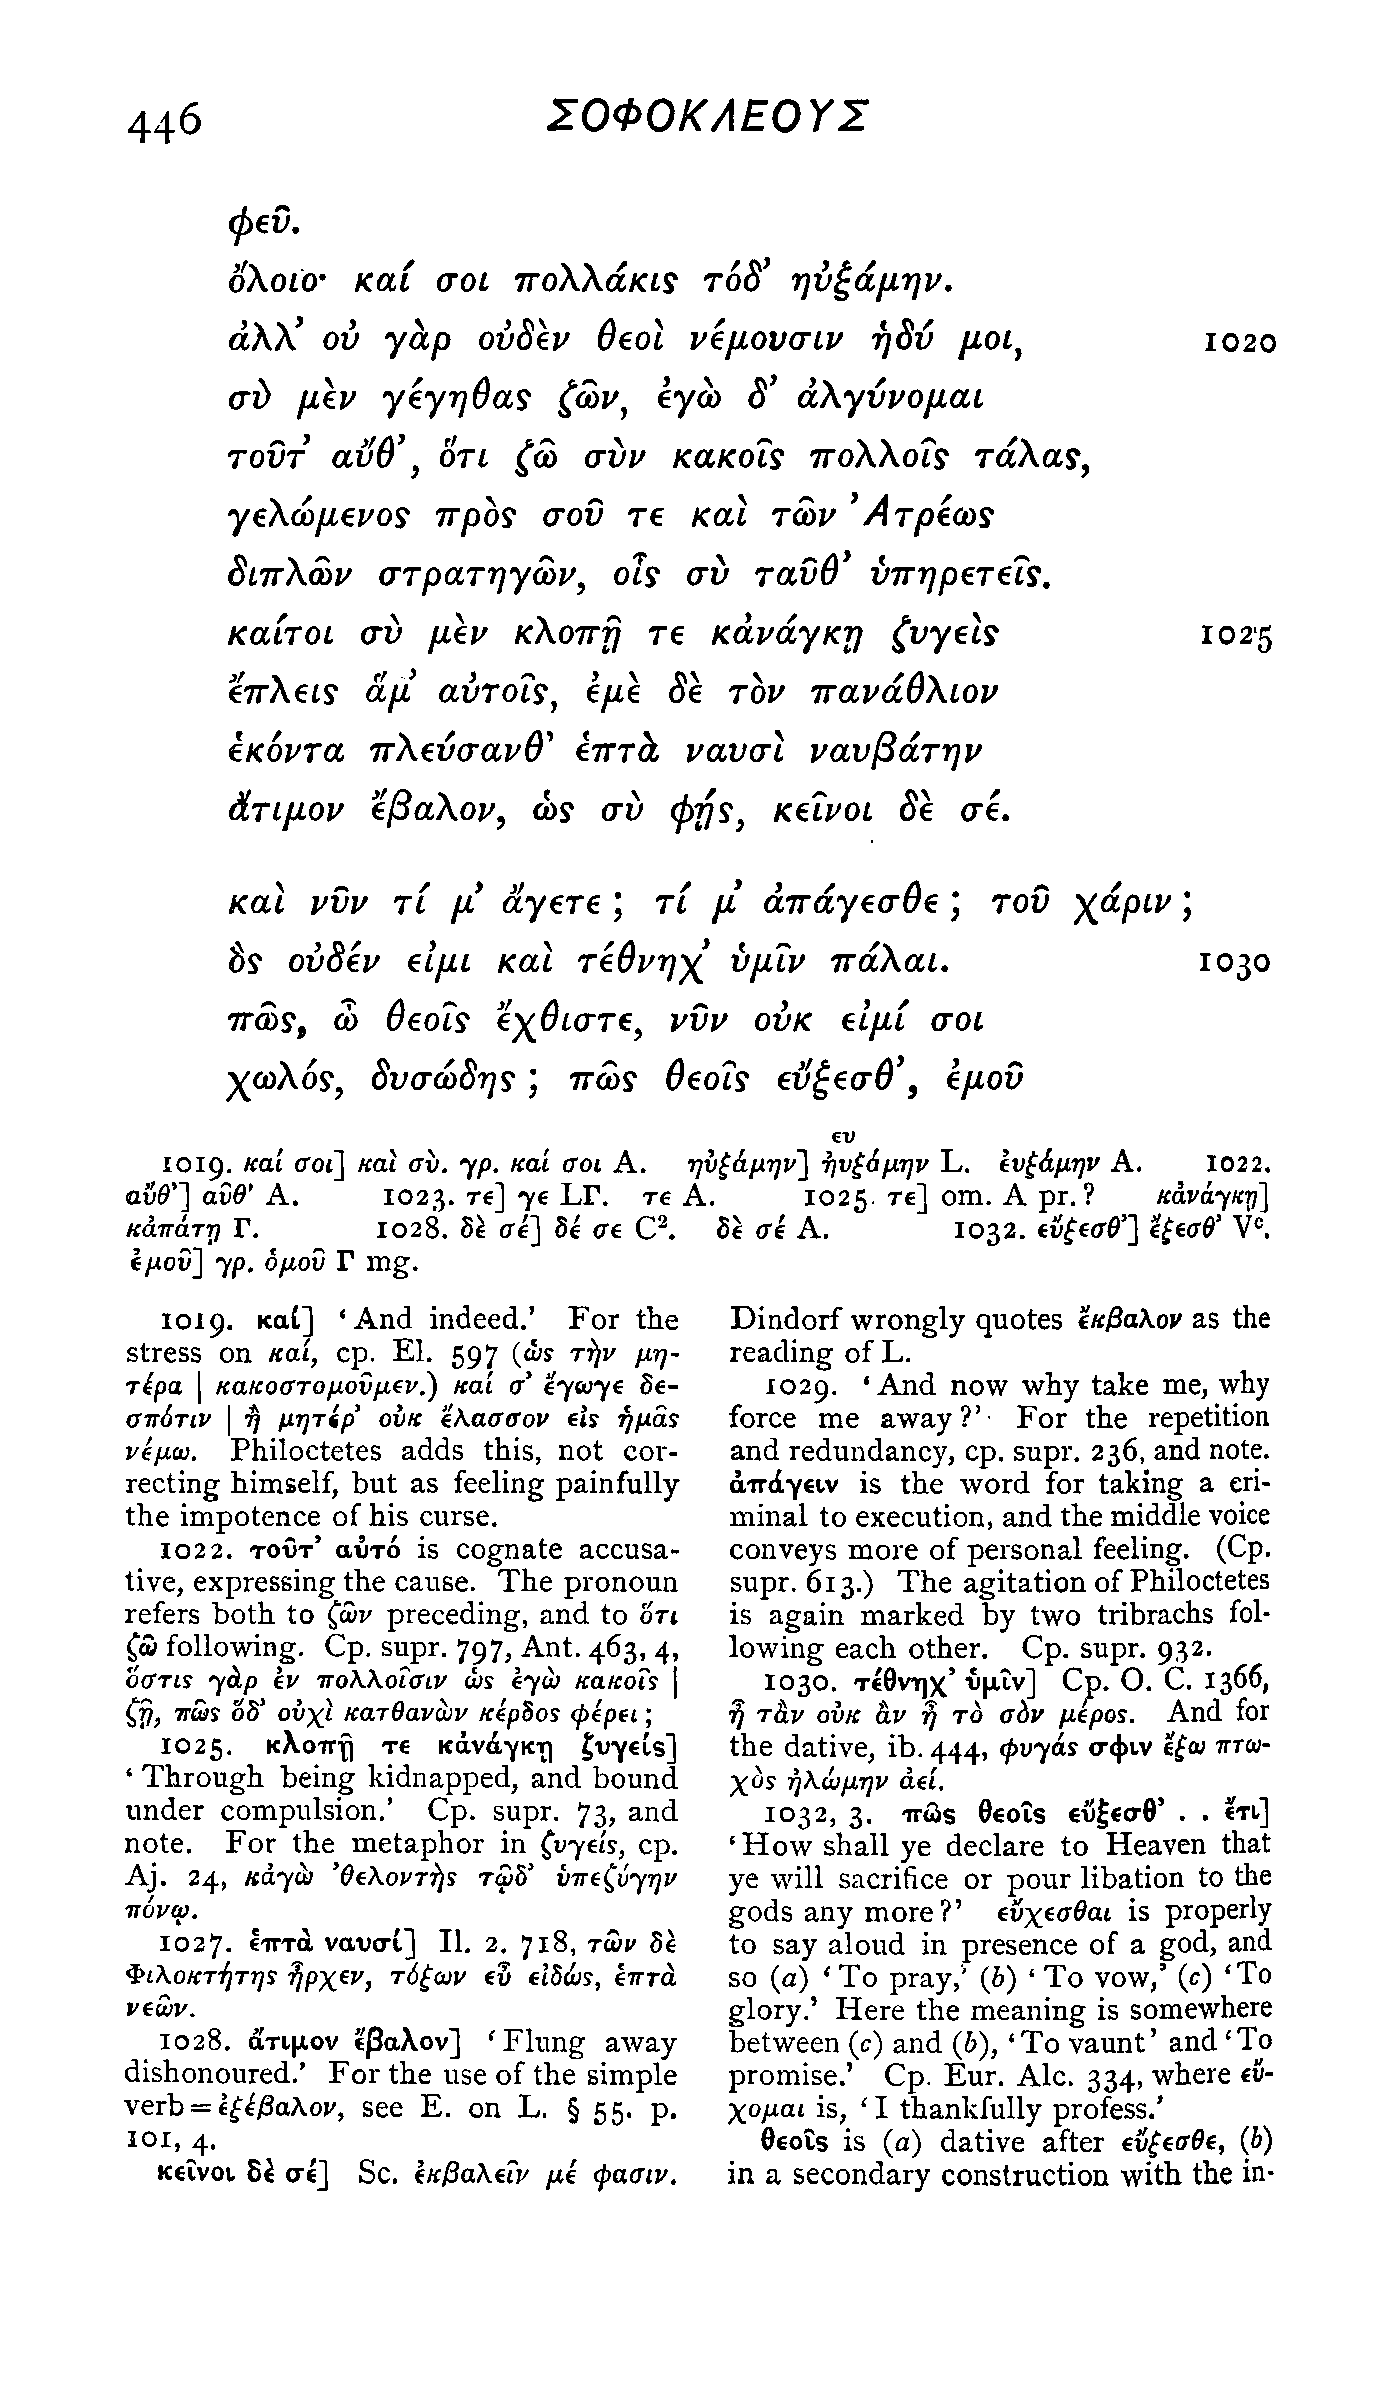 446 ΣΟΦΟΚΛΕΟΥΣ
φεῦ.
ὄλοιο· καί σοι πολλάκις τόδ’ ηὐξάμην.
ἀλλ’ οὐ γὰρ οὐδὲν θεοὶ νέμουσιν ἡδύ μοι, 1020
σὺ μὲν γέγηθας ζῶν, ἐγὼ δ’ ἀλγύνομαι
τοῦτ’ αὔθ’, ὅτι ζῶ σὺν κακοῖς πολλοῖς τάλας,
γελώμενος πρὸς σοῦ τε καὶ τῶν Ἀτρέως
διπλῶν στρατηγῶν, οἷς σὺ ταῦθ’ ὑπηρετεῖς.
καίτοι σὺ μὲν κλοπῇ τε κἀνάγκῃ ζυγεὶς 1025
ἔπλεις ἅμ’ αὐτοῖς, ἐμὲ δὲ τὸν πανάθλιον
ἑκόντα πλεύσανθ’ ἑπτὰ ναυσὶ ναυβάτην
ἄτιμον ἔβαλον, ὡς σὺ φῄς, κεῖνοι δὲ σέ.
καὶ νῦν τί μ’ ἄγετε; τί μ’ ἀπάγεσθε; τοῦ χάριν;
ὃς οὐδέν εἰμι καὶ τέθνηχ’ ὑμῖν πάλαι. 1030
πῶς, ὦ θεοῖς ἔχθιστε, νῦν οὐκ εἰμί σοι
χωλός, δυσώδης; πῶς θεοῖς εὔξεσθ’, ἐμοῦ
ευ
1019. καί σοι] καὶ σὺ. γρ. καί σοι A. ηὐξάμην] ἠυξάμην L. ἐυξάμην A. 1022.
αὔθ’] αῦθ’ A. 1023. τε] γε LΓ. τε A. 1025. τε] om. A pr.? κἀνάγκῃ]
κἀπάτῃ Γ. 1028. δὲ σέ] δέ σε C². δὲ σέ A. 1032. εὔξεσθ’] ἔξεσθ’ Vᶜ.
ἐμοῦ] γρ. ὁμοῦ Γ mg.
1019. καί] ‘And indeed.’ For the
stress on καί, cp. El. 597 (ὡς τὴν μη-
τέρα | κακοστομοῦμεν.) καί σ’ ἔγωγε δε-
σπότιν | ἢ μητέρ’ οὐκ ἔλασσον εἰς ἡμᾶς
νέμω. Philoctetes adds this, not cor-
recting himself, but as feeling painfully
the impotence of his curse.
1022. τοῦτ’ αὐτό is cognate accusa-
tive, expressing the cause. The pronoun
refers both to ζῶν preceding, and to ὅτι
ζῶ following. Cp. supr. 797, Ant. 463, 4,
ὅστις γὰρ ἐν πολλοῖσιν ὡς ἐγὼ κακοῖς |
ζῇ, πῶς ὅδ’ οὐχὶ κατθανὼν κέρδος φέρει;
1025. κλοπῇ τε κἀνάγκῃ ζυγείς]
‘Through being kidnapped, and bound
under compulsion.’ Cp. supr. 73, and
note. For the metaphor in ζυγείς, cp.
Aj. 24, κἀγὼ ’θελοντὴς τῷδ’ ὑπεζύγην
πόνῳ.
1027. ἑπτὰ ναυσί] Il. 2. 718, τῶν δὲ
Φιλοκτήτης ἦρχεν, τόξων εὖ εἰδώς, ἑπτὰ
νεῶν.
1028. ἄτιμον ἔβαλον] ‘Flung away
dishonoured.’ For the use of the simple
verb = ἐξέβαλον, see E. on L. § 55. p.
101, 4.
κεῖνοι δὲ σέ] Sc. ἐκβαλεῖν μέ φασιν.
Dindorf wrongly quotes ἔκβαλον as the
reading of L.
1029. ‘And now why take me, why
force me away?’ For the repetition
and redundancy, cp. supr. 236, and note.
ἀπάγειν is the word for taking a cri-
minal to execution, and the middle voice
conveys more of personal feeling. (Cp.
supr. 613.) The agitation of Philoctetes
is again marked by two tribrachs fol-
lowing each other. Cp. supr. 932.
1030. τέθνηχ’ ὑμῖν] Cp. O. C. 1366,
ἦ τἂν οὐκ ἂν ἦ τὸ σὸν μέρος. And for
the dative, ib. 444, φυγάς σφιν ἔξω πτω-
χὸς ἠλώμην ἀεί.
1032, 3. πῶς θεοῖς εὔξεσθ’ . . ἔτι]
‘How shall ye declare to Heaven that
ye will sacrifice or pour libation to the
gods any more?’ εὔχεσθαι is properly
to say aloud in presence of a god, and
so (a) ‘To pray,’ (b) ‘To vow,’ (c) ‘To
glory.’ Here the meaning is somewhere
between (c) and (b), ‘To vaunt’ and ‘To
promise.’ Cp. Eur. Alc. 334, where εὔ-
χομαι is, ‘I thankfully profess.’
θεοῖς is (a) dative after εὔξεσθε, (b)
in a secondary construction with the in-